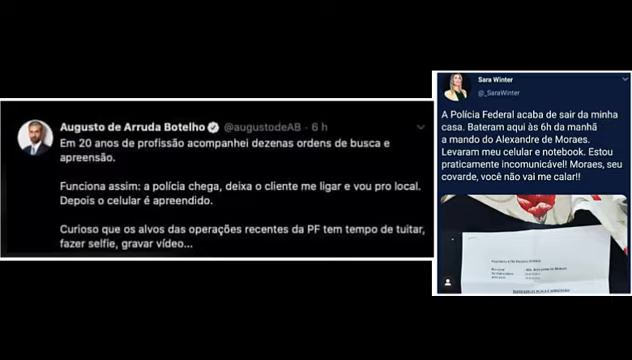 Augusto de Arruda Botelho @augustodeAB · 6 h
Em 20 anos de profissão acompanhei dezenas ordens de busca e
apreensão.
Funciona assim: a polícia chega, deixa o cliente me ligar e vou pro local.
Depois o celular é apreendido.
Curioso que os alvos das operações recentes da PF tem tempo de tuitar,
fazer selfie, gravar vídeo...
Sara Winter
@_SaraWinter
A Polícia Federal acaba de sair da minha
casa. Bateram aqui às 6h da manhã
a mando do Alexandre de Moraes.
Levaram meu celular e notebook. Estou
praticamente incomunicável! Moraes, seu
covarde, você não vai me calar!!